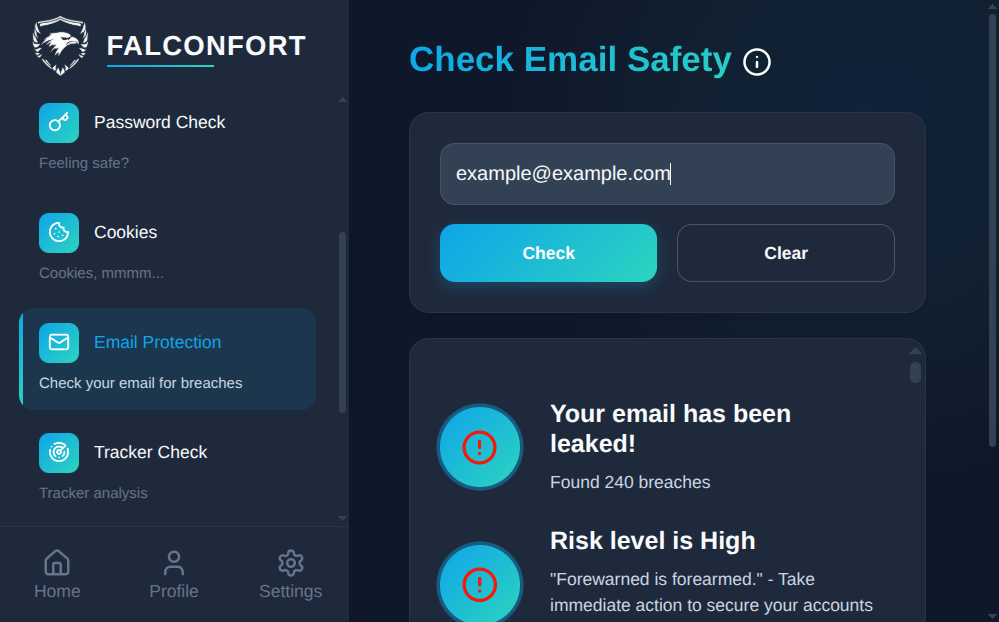 FALCONFORT
Password Check
Feeling safe?
Cookies
Cookies, mmmm...
Email Protection
Check your email for breaches
Tracker Check
Tracker analysis
Home
Profile
Settings
Check Email Safety
example@example.com
Check
Clear
Your email has been
leaked!
Found 240 breaches
Risk level is High
"Forewarned is forearmed." - Take
immediate action to secure your accounts